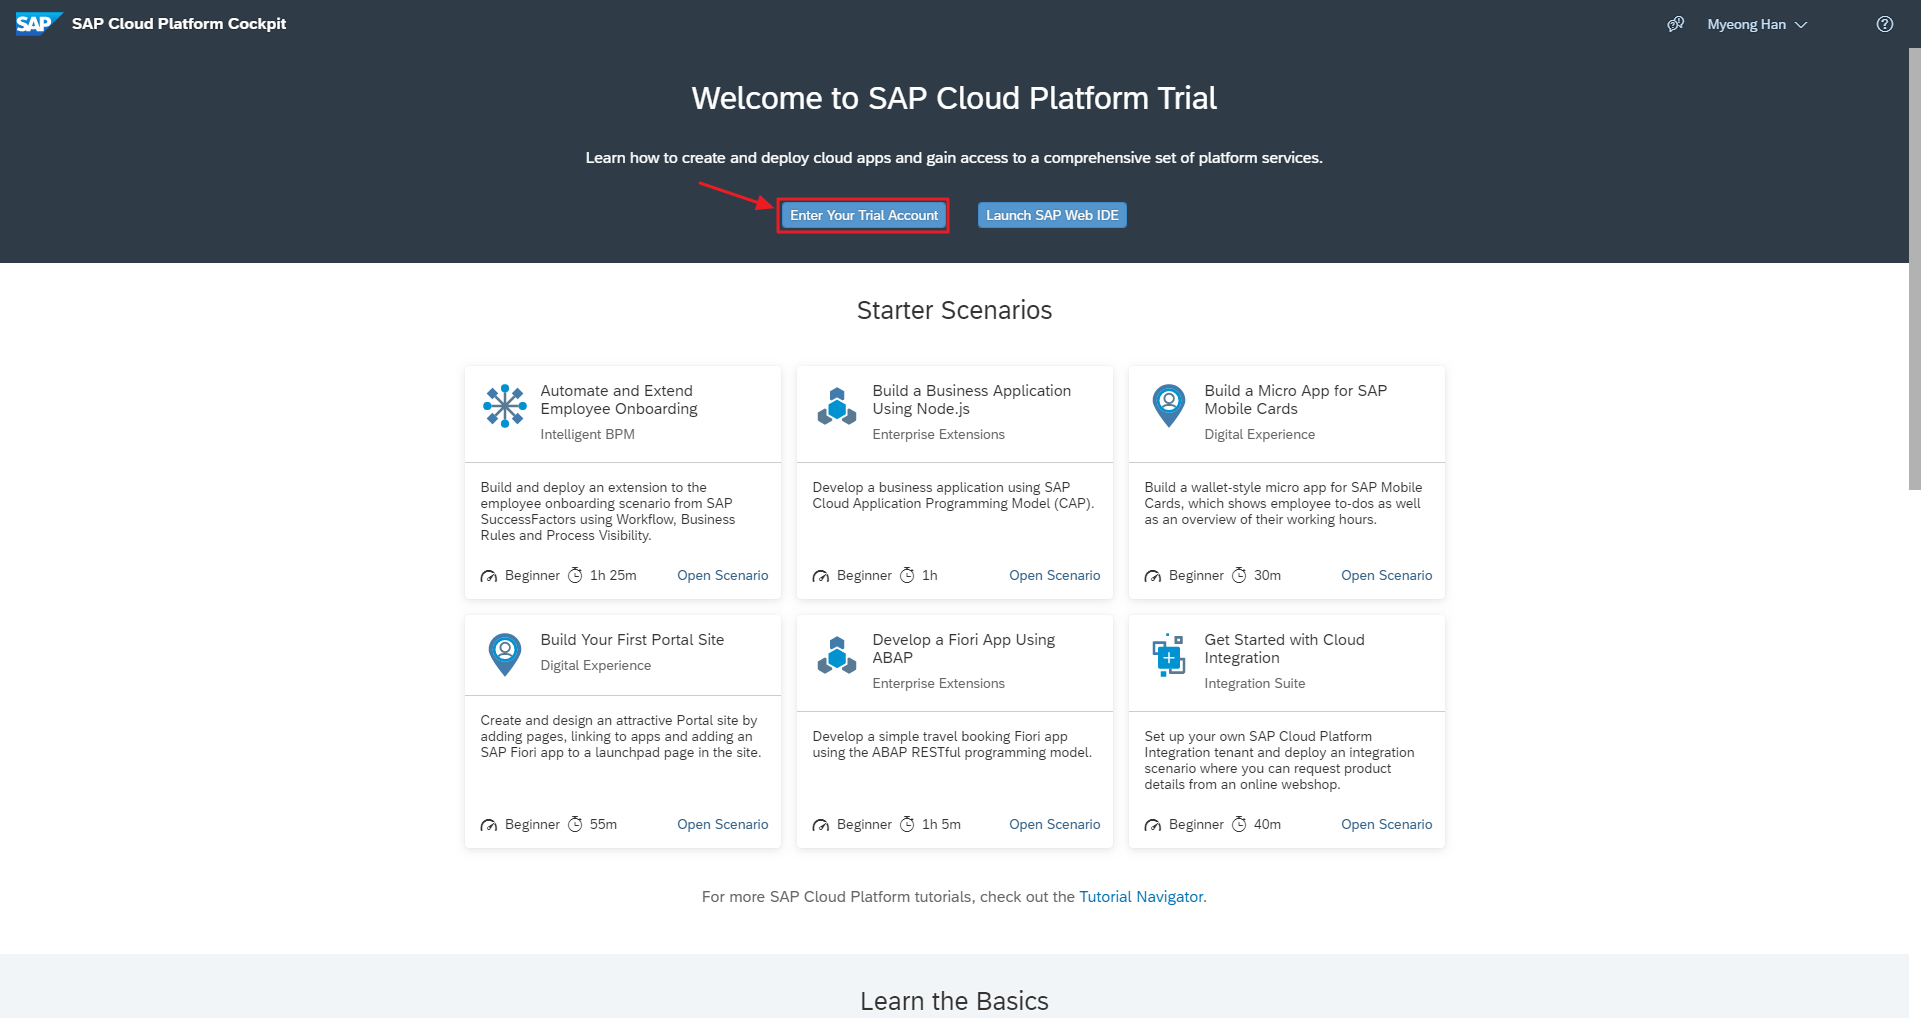 SAP SAP Cloud Platform Cockpit
Myeong Han
Welcome to SAP Cloud Platform Trial
Learn how to create and deploy cloud apps and gain access to a comprehensive set of platform services.
Enter Your Trial Account
Launch SAP Web IDE
Starter Scenarios
Automate and Extend
Employee Onboarding
Intelligent BPM
Build and deploy an extension to the
employee onboarding scenario from SAP
SuccessFactors using Workflow, Business
Rules and Process Visibility.
Beginner 1h 25m Open Scenario
Build a Business Application
Using Node.js
Enterprise Extensions
Develop a business application using SAP
Cloud Application Programming Model (CAP).
Beginner 1h Open Scenario
Build a Micro App for SAP
Mobile Cards
Digital Experience
Build a wallet-style micro app for SAP Mobile
Cards, which shows employee to-dos as well
as an overview of their working hours.
Beginner 30m Open Scenario
Build Your First Portal Site
Digital Experience
Create and design an attractive Portal site by
adding pages, linking to apps and adding an
SAP Fiori app to a launchpad page in the site.
Beginner 55m Open Scenario
Develop a Fiori App Using
ABAP
Enterprise Extensions
Develop a simple travel booking Fiori app
using the ABAP RESTful programming model.
Beginner 1h 5m Open Scenario
Get Started with Cloud
Integration
Integration Suite
Set up your own SAP Cloud Platform
Integration tenant and deploy an integration
scenario where you can request product
details from an online webshop.
Beginner 40m Open Scenario
For more SAP Cloud Platform tutorials, check out the Tutorial Navigator.
Learn the Basics